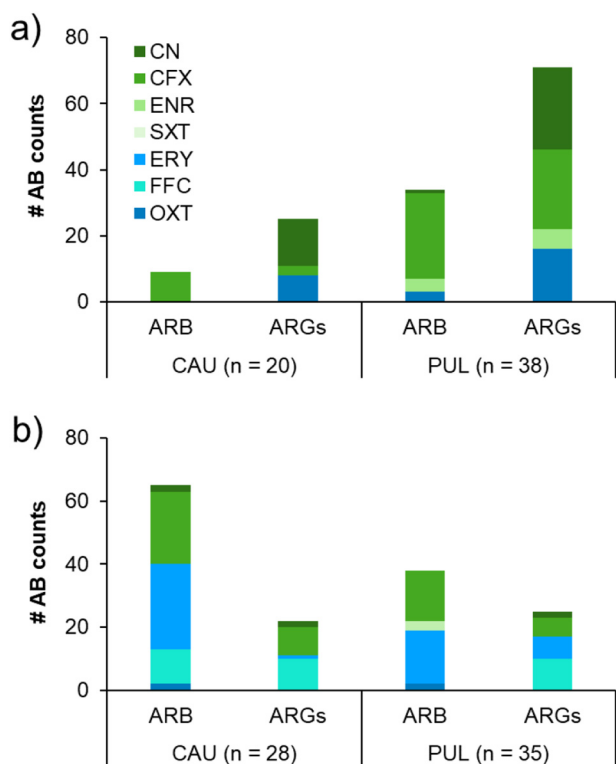 a)
# AB counts
80
60
40
20
0
CN
CFX
ENR
SXT
ERY
FFC
OXT
ARB ARGs ARB ARGs
CAU (n = 20) PUL (n = 38)
b)
# AB counts
80
60
40
20
0
ARB ARGs ARB ARGs
CAU (n = 28) PUL (n = 35)